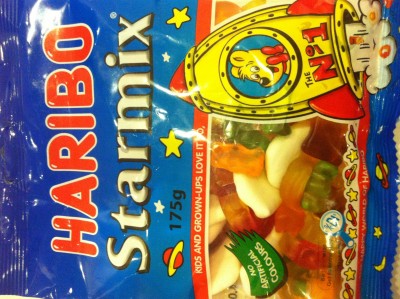 HARIBO
Starmix
175g
KIDS AND GROWN-UPS LOVE IT SO,
THE
No1
NO
ARTIFICIAL
COLOURS